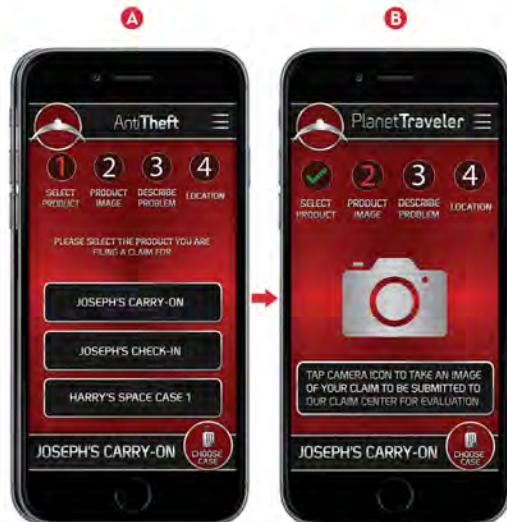 A
AntiTheft
1 2 3 4
SELECT PRODUCT
PRODUCT IMAGE
DESCRIBE PROBLEM
LOCATION
PLEASE SELECT THE PRODUCT YOU ARE
FILING A CLAIM FOR
JOSEPH'S CARRY-ON
JOSEPH'S CHECK-IN
HARRY'S SPACE CASE 1
JOSEPH'S CARRY-ON
CHOOSE
CASE
B
PlanetTraveler
2 3 4
SELECT PRODUCT
PRODUCT IMAGE
DESCRIBE PROBLEM
LOCATION
TAP CAMERA ICON TO TAKE AN IMAGE
OF YOUR CLAIM TO BE SUBMITTED TO
OUR CLAIM CENTER FOR EVALUATION
JOSEPH'S CARRY-ON
CHOOSE
CASE